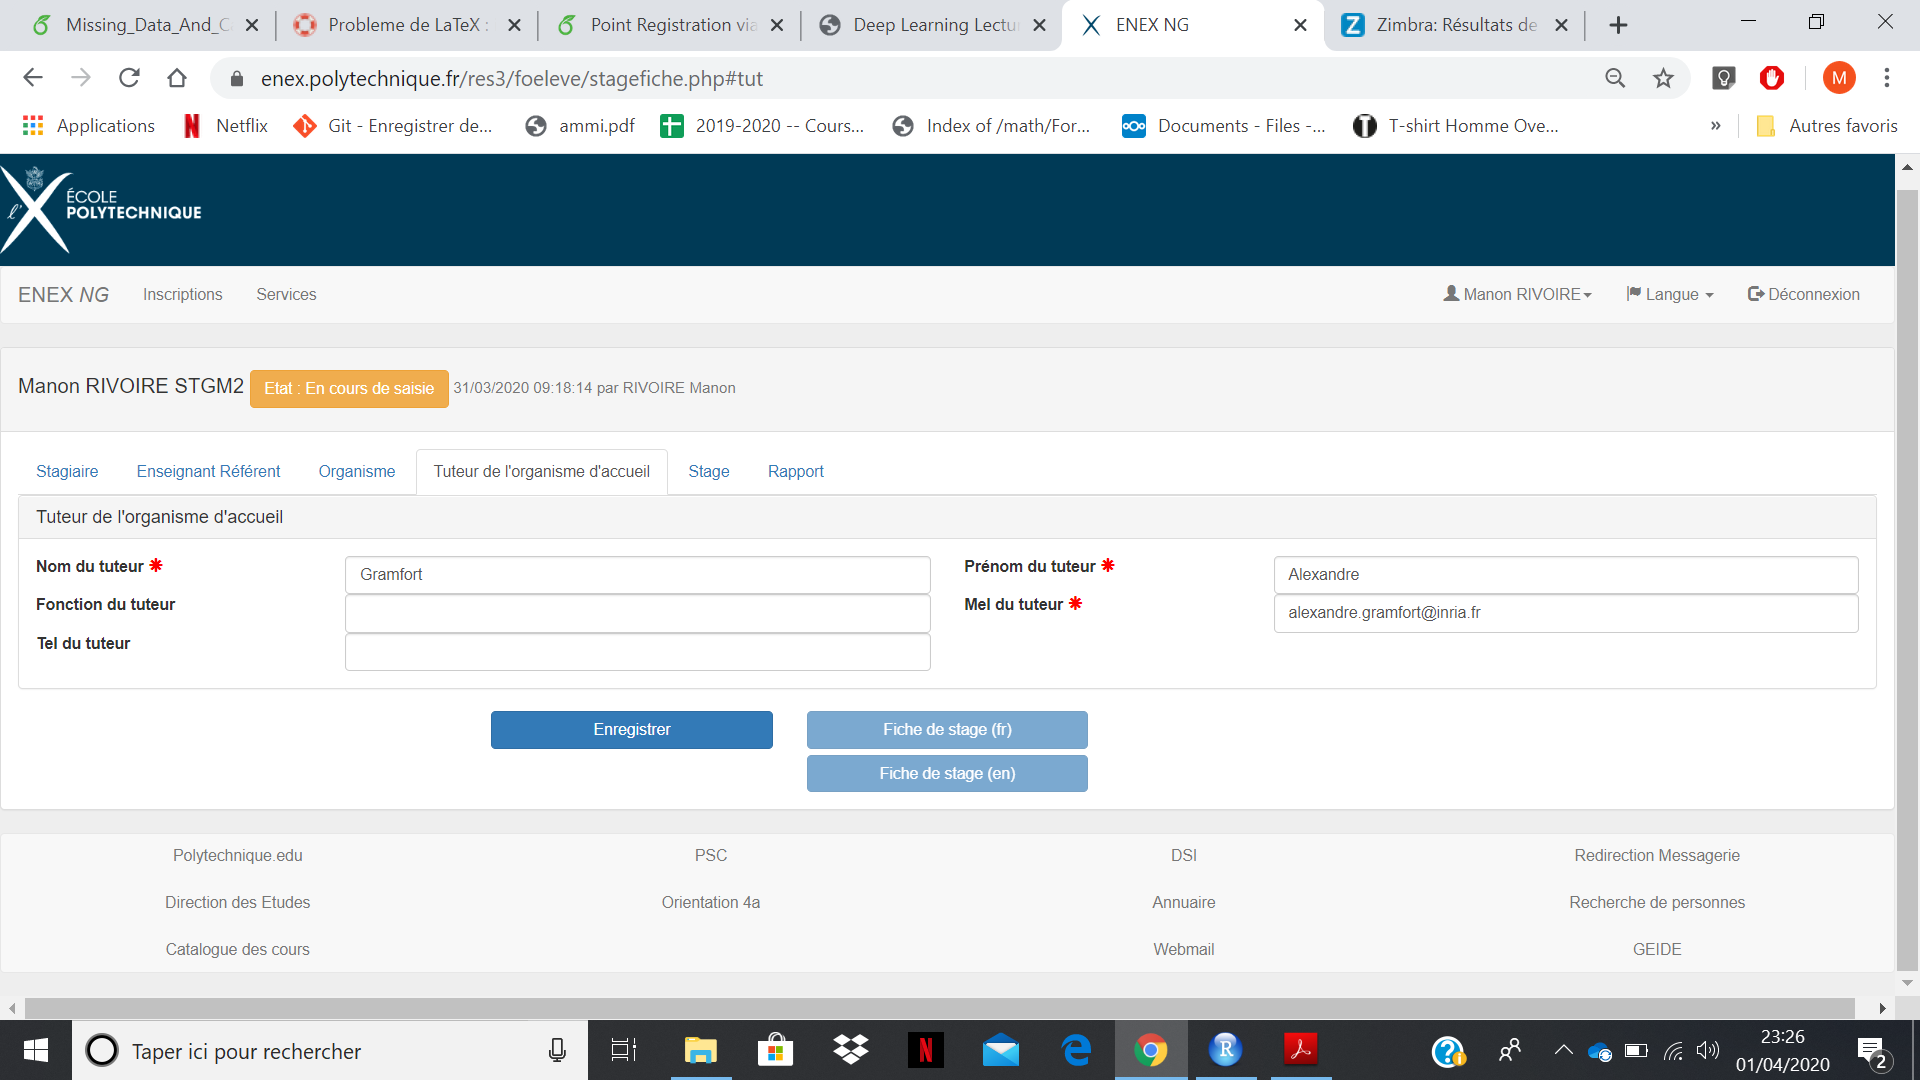 Missing_Data_And_C
Probleme de LaTeX :
Point Registration via
Deep Learning Lectu
ENEX NG
Zimbra: Résultats de
enex.polytechnique.fr/res3/foeleve/stagefiche.php#tut
M
Applications
Netflix
Git - Enregistrer de...
ammi.pdf
2019-2020 -- Cours...
Index of /math/For...
Documents - Files -...
T-shirt Homme Ove...
»
Autres favoris
ÉCOLE
POLYTECHNIQUE
ENEX NG
Inscriptions
Services
Manon RIVOIRE
Langue
Déconnexion
Manon RIVOIRE STGM2
Etat : En cours de saisie
31/03/2020 09:18:14 par RIVOIRE Manon
Stagiaire
Enseignant Référent
Organisme
Tuteur de l'organisme d'accueil
Stage
Rapport
Tuteur de l'organisme d'accueil
Nom du tuteur
Gramfort
Prénom du tuteur
Alexandre
Fonction du tuteur
Mel du tuteur
alexandre.gramfort@inria.fr
Tel du tuteur
Enregistrer
Fiche de stage (fr)
Fiche de stage (en)
Polytechnique.edu
PSC
DSI
Redirection Messagerie
Direction des Etudes
Orientation 4a
Annuaire
Recherche de personnes
Catalogue des cours
Webmail
GEIDE
Taper ici pour rechercher
23:26
01/04/2020
2